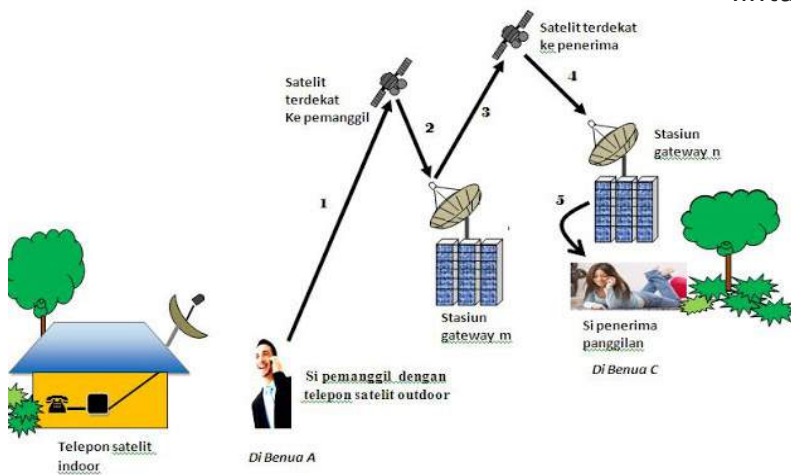 Satelit terdekat
ke penerima
Satelit
terdekat
Ke pemanggil
4
2
3
Stasiun
gateway n
1
5
Stasiun
gateway m
Si penerima
panggilan
Di Benua C
Si pemanggil dengan
telepon satelit outdoor
Telepon satelit
indoor
Di Benua A